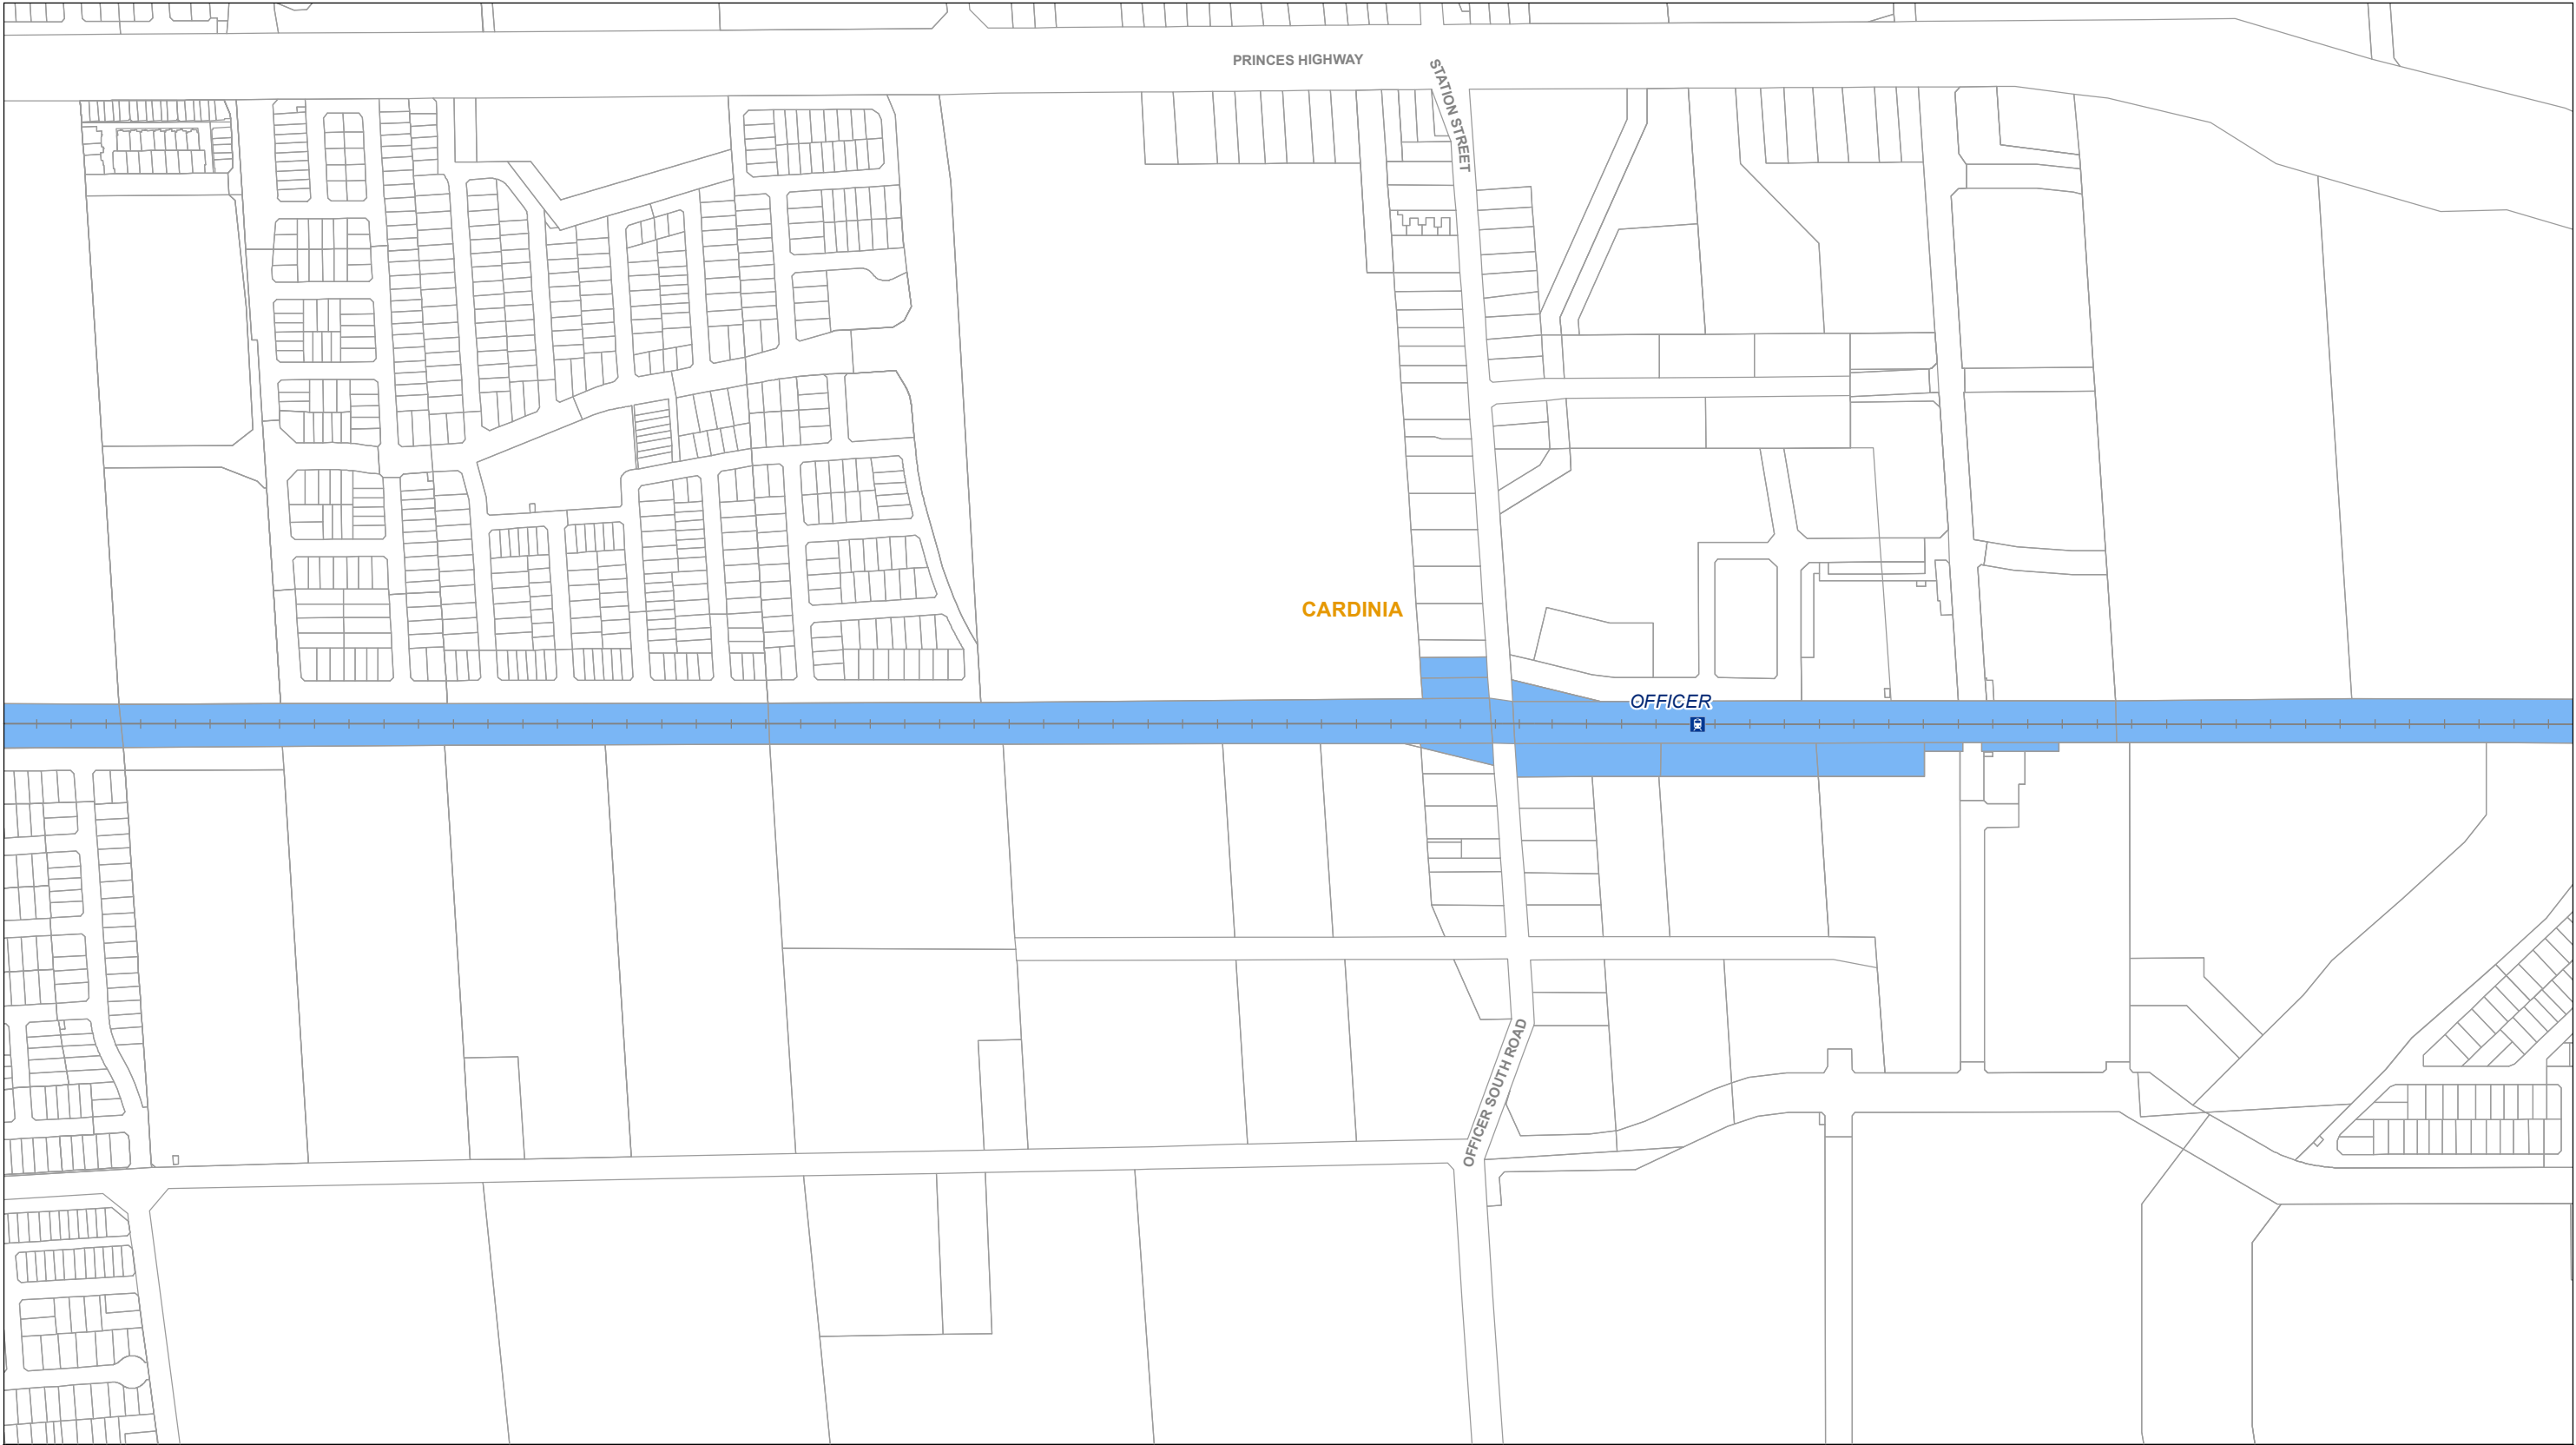 PRINCES HIGHWAY
STATION STREET
CARDINIA
OFFICER
OFFICER SOUTH ROAD